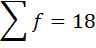 ∑ f = 18